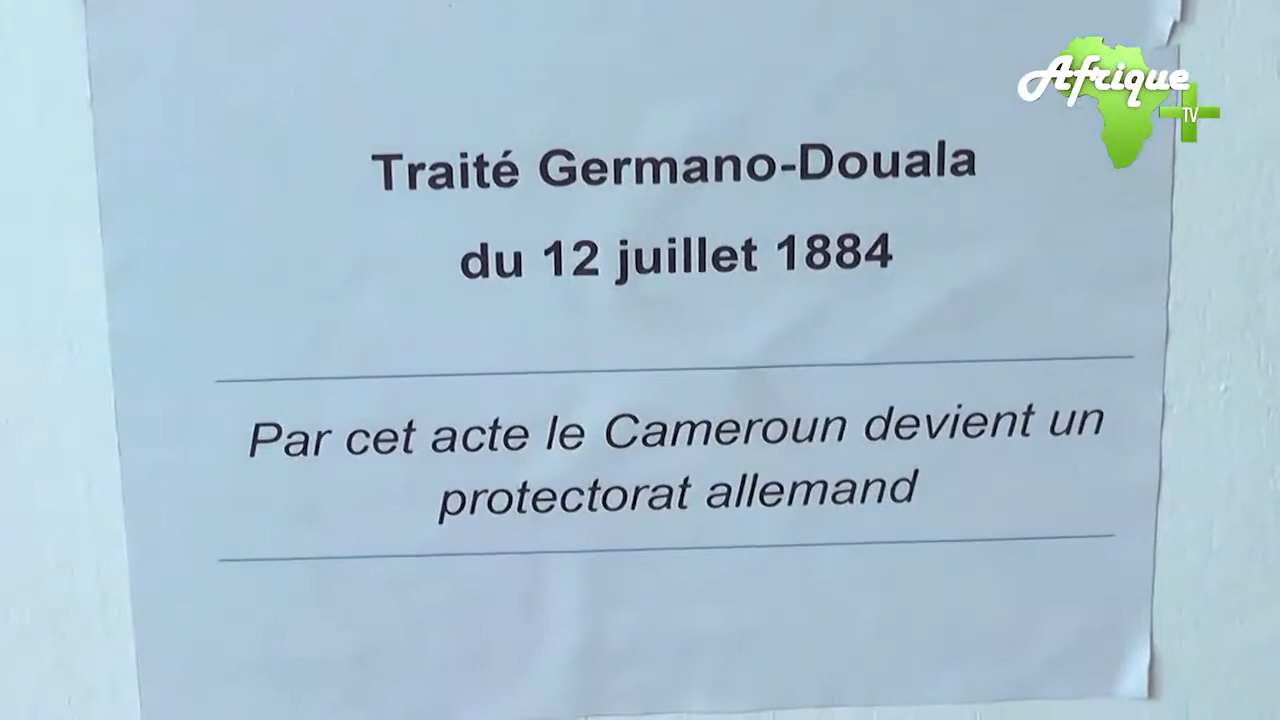 Afrique
TV
Traité Germano-Douala
du 12 juillet 1884
Par cet acte le Cameroun devient un
protectorat allemand